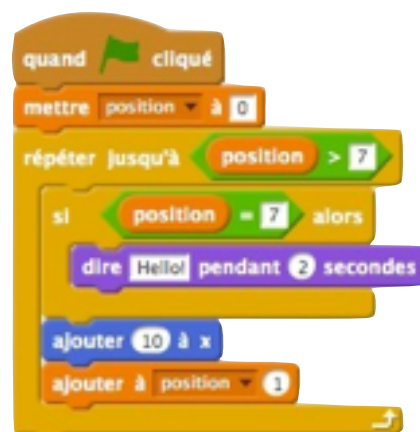 quand cliqué
mettre position à 0
répéter jusqu'à position > 7
si position = 7 alors
dire Hello! pendant 2 secondes
ajouter 10 à x
ajouter à position 1